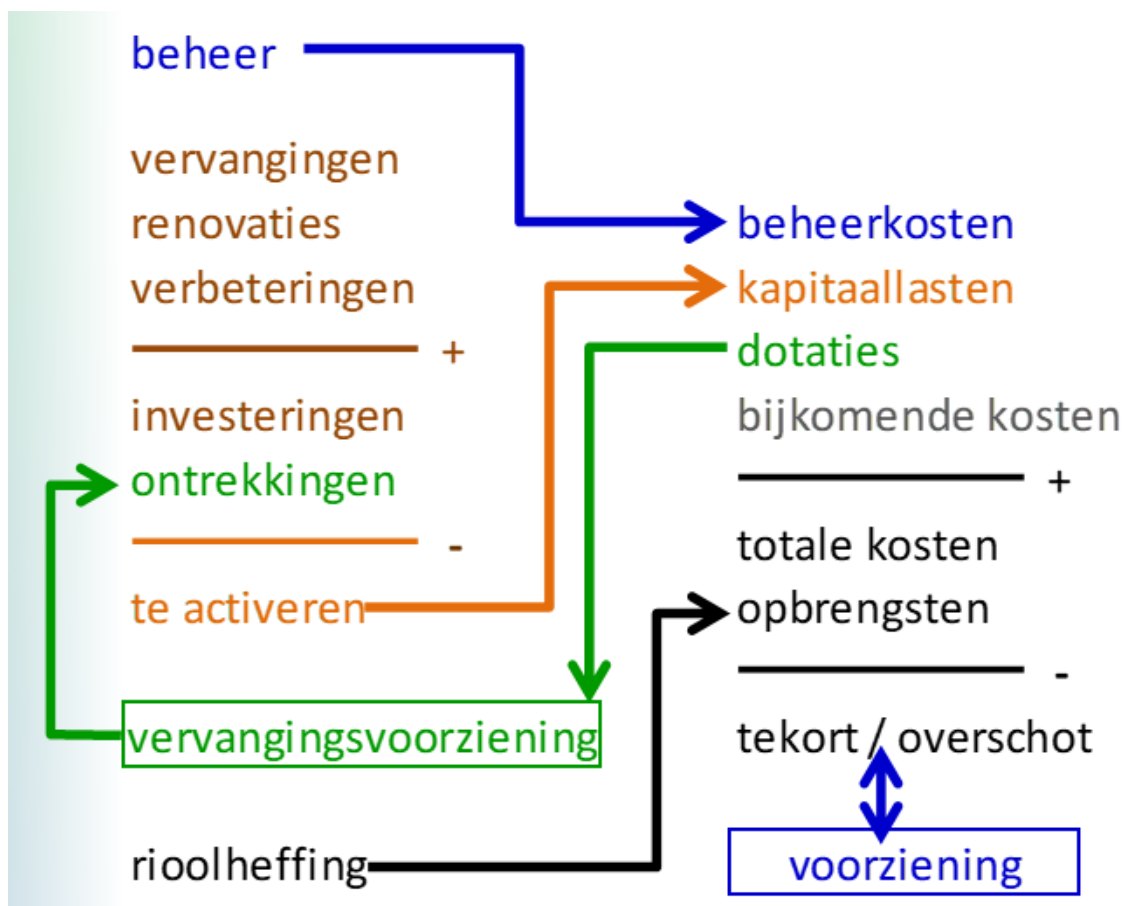 beheer
vervangingen
renovaties
verbeteringen
+
investeringen
ontrekkingen
-
te activeren
vervangingsvoorziening
rioolheffing
beheerkosten
kapitaallasten
dotaties
bijkomende kosten
+
totale kosten
opbrengsten
-
tekort / overschot
voorziening